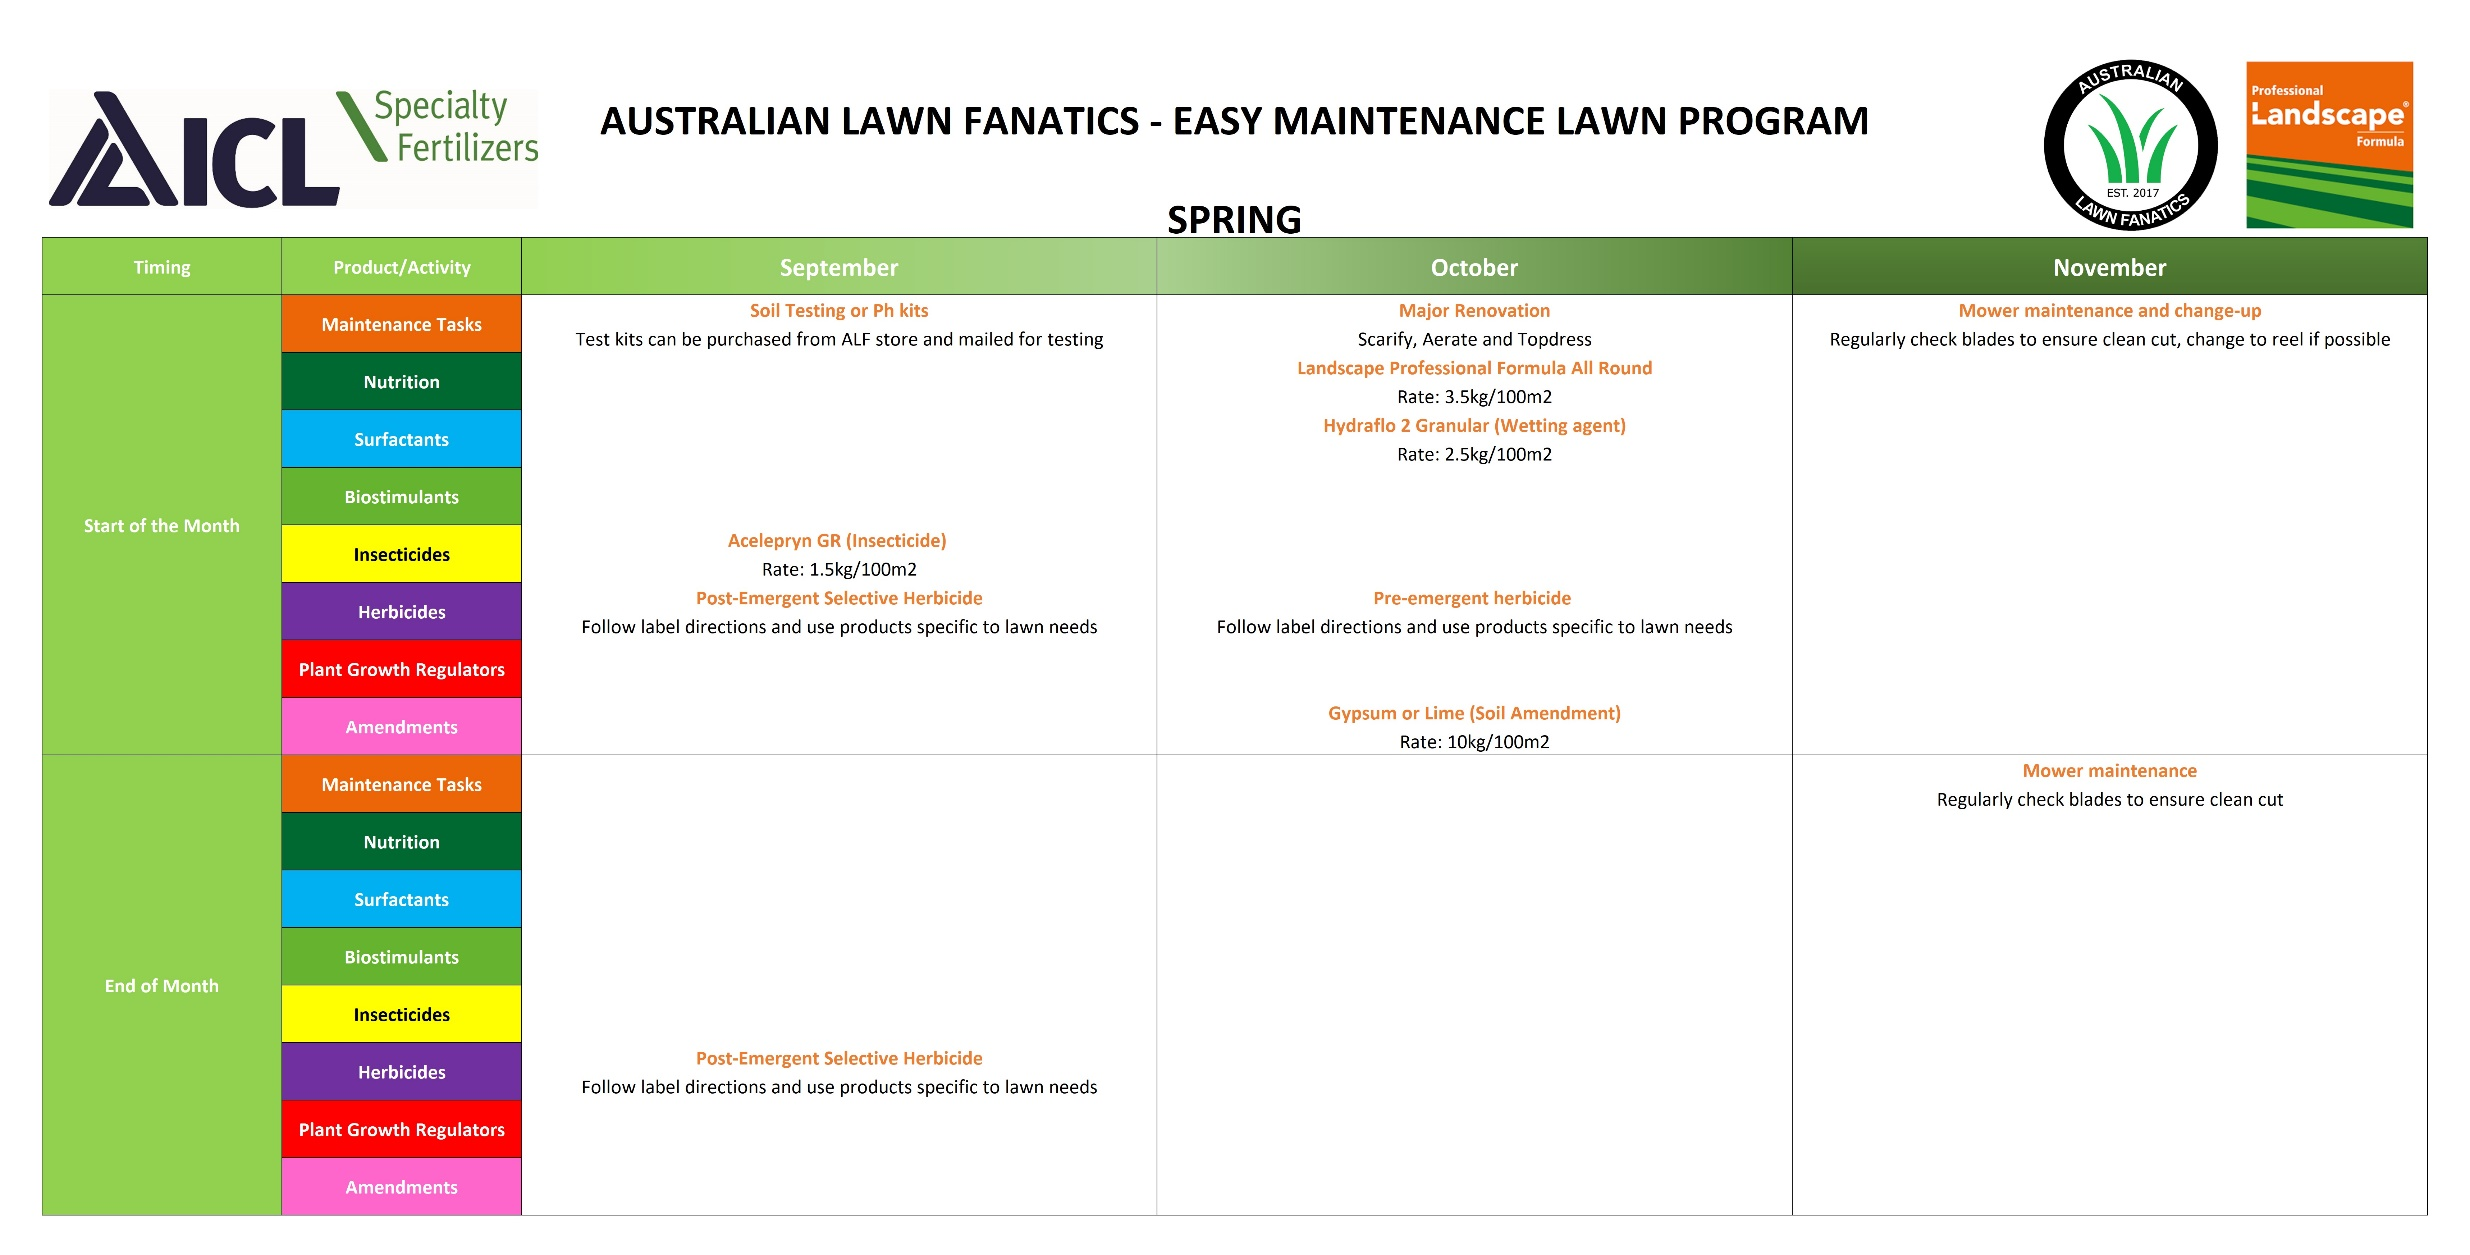 ICL
Specialty
Fertilizers
AUSTRALIAN LAWN FANATICS - EASY MAINTENANCE LAWN PROGRAM
SPRING
AUSTRALIAN
EST. 2017
LAWN FANATICS
Professional
Landscape®
Formula
Timing Product/Activity September October November
Start of the Month
Maintenance Tasks
Soil Testing or Ph kits
Test kits can be purchased from ALF store and mailed for testing
Major Renovation
Scarify, Aerate and Topdress
Mower maintenance and change-up
Regularly check blades to ensure clean cut, change to reel if possible
Nutrition
Landscape Professional Formula All Round
Rate: 3.5kg/100m2
Surfactants
Hydraflo 2 Granular (Wetting agent)
Rate: 2.5kg/100m2
Biostimulants
Insecticides
Acelepryn GR (Insecticide)
Rate: 1.5kg/100m2
Herbicides
Post-Emergent Selective Herbicide
Follow label directions and use products specific to lawn needs
Pre-emergent herbicide
Follow label directions and use products specific to lawn needs
Plant Growth Regulators
Amendments
Gypsum or Lime (Soil Amendment)
Rate: 10kg/100m2
End of Month
Maintenance Tasks
Mower maintenance
Regularly check blades to ensure clean cut
Nutrition
Surfactants
Biostimulants
Insecticides
Herbicides
Post-Emergent Selective Herbicide
Follow label directions and use products specific to lawn needs
Plant Growth Regulators
Amendments